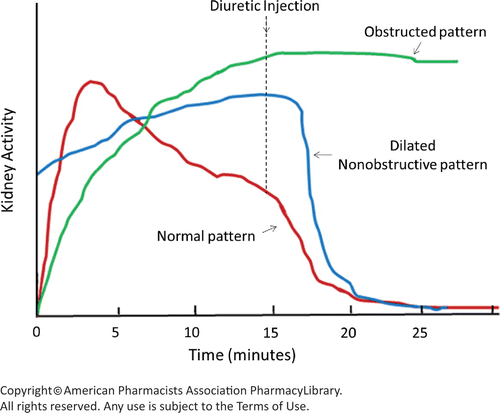 Diuretic Injection
Obstructed pattern
Kidney Activity
Dilated
Nonobstructive pattern
Normal pattern
0 5 10 15 20 25
Time (minutes)
Copyright©American Pharmacists Association PharmacyLibrary.
All rights reserved. Any use is subject to the Terms of Use.